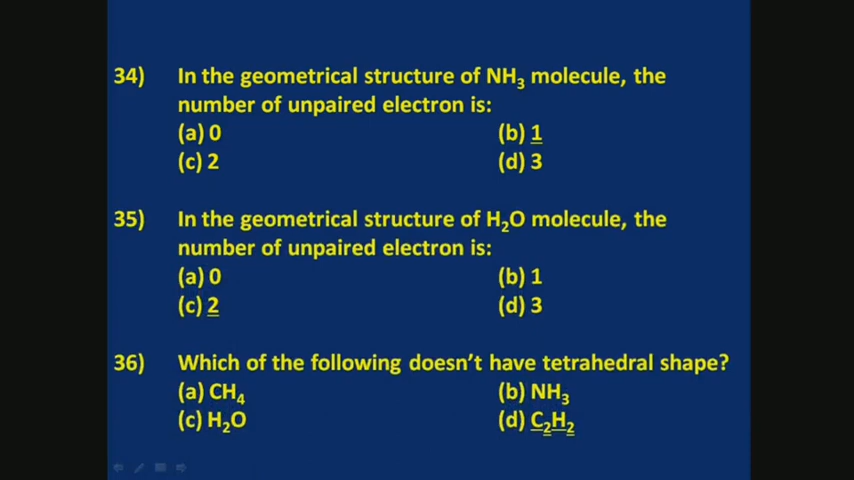 34) In the geometrical structure of NH₃ molecule, the
number of unpaired electron is:
(a) 0 (b) 1
(c) 2 (d) 3
35) In the geometrical structure of H₂O molecule, the
number of unpaired electron is:
(a) 0 (b) 1
(c) 2 (d) 3
36) Which of the following doesn't have tetrahedral shape?
(a) CH₄ (b) NH₃
(c) H₂O (d) C₂H₂